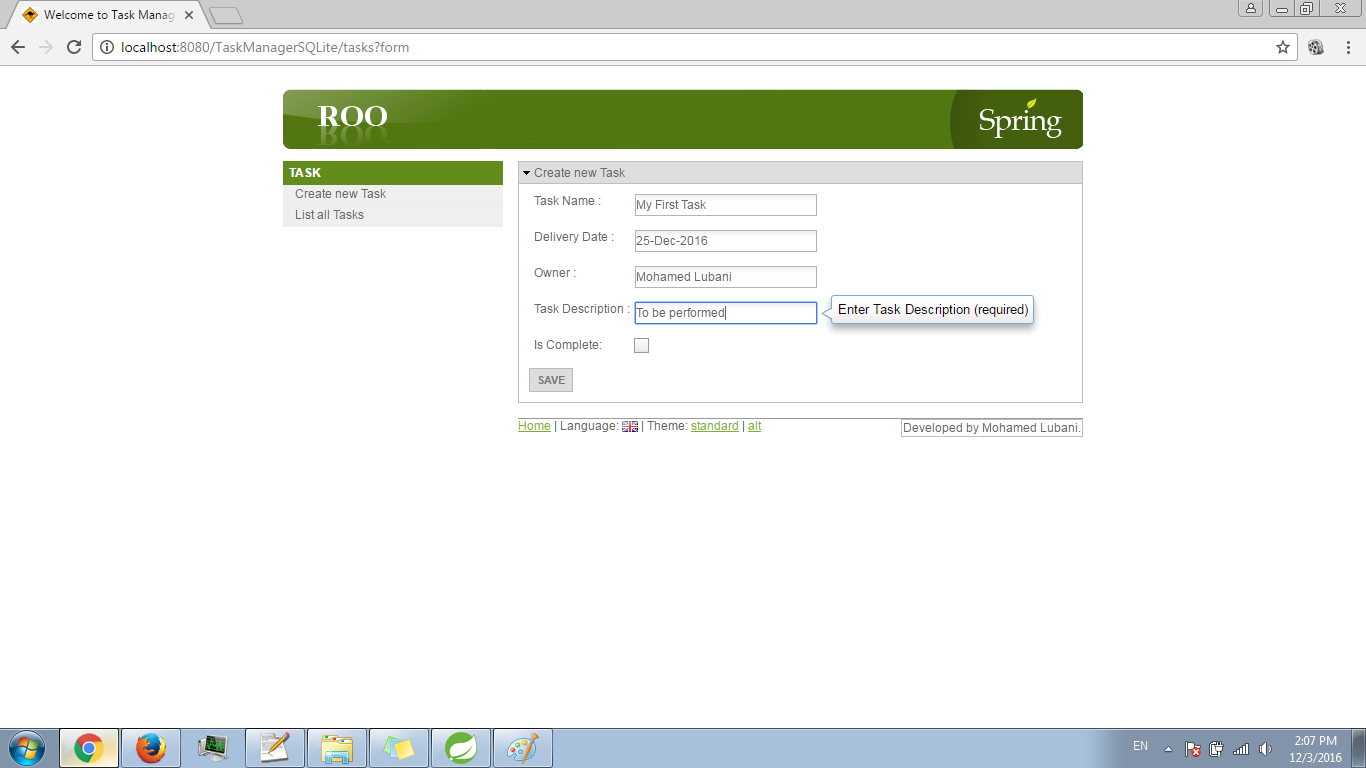 Welcome to Task Manag
localhost:8080/TaskManagerSQLite/tasks?form
ROO
Spring
TASK
Create new Task
List all Tasks
Create new Task
Task Name :
My First Task
Delivery Date :
25-Dec-2016
Owner :
Mohamed Lubani
Task Description :
To be performed
Enter Task Description (required)
Is Complete:
SAVE
Home | Language: | Theme: standard | alt
Developed by Mohamed Lubani.
EN
2:07 PM
12/3/2016